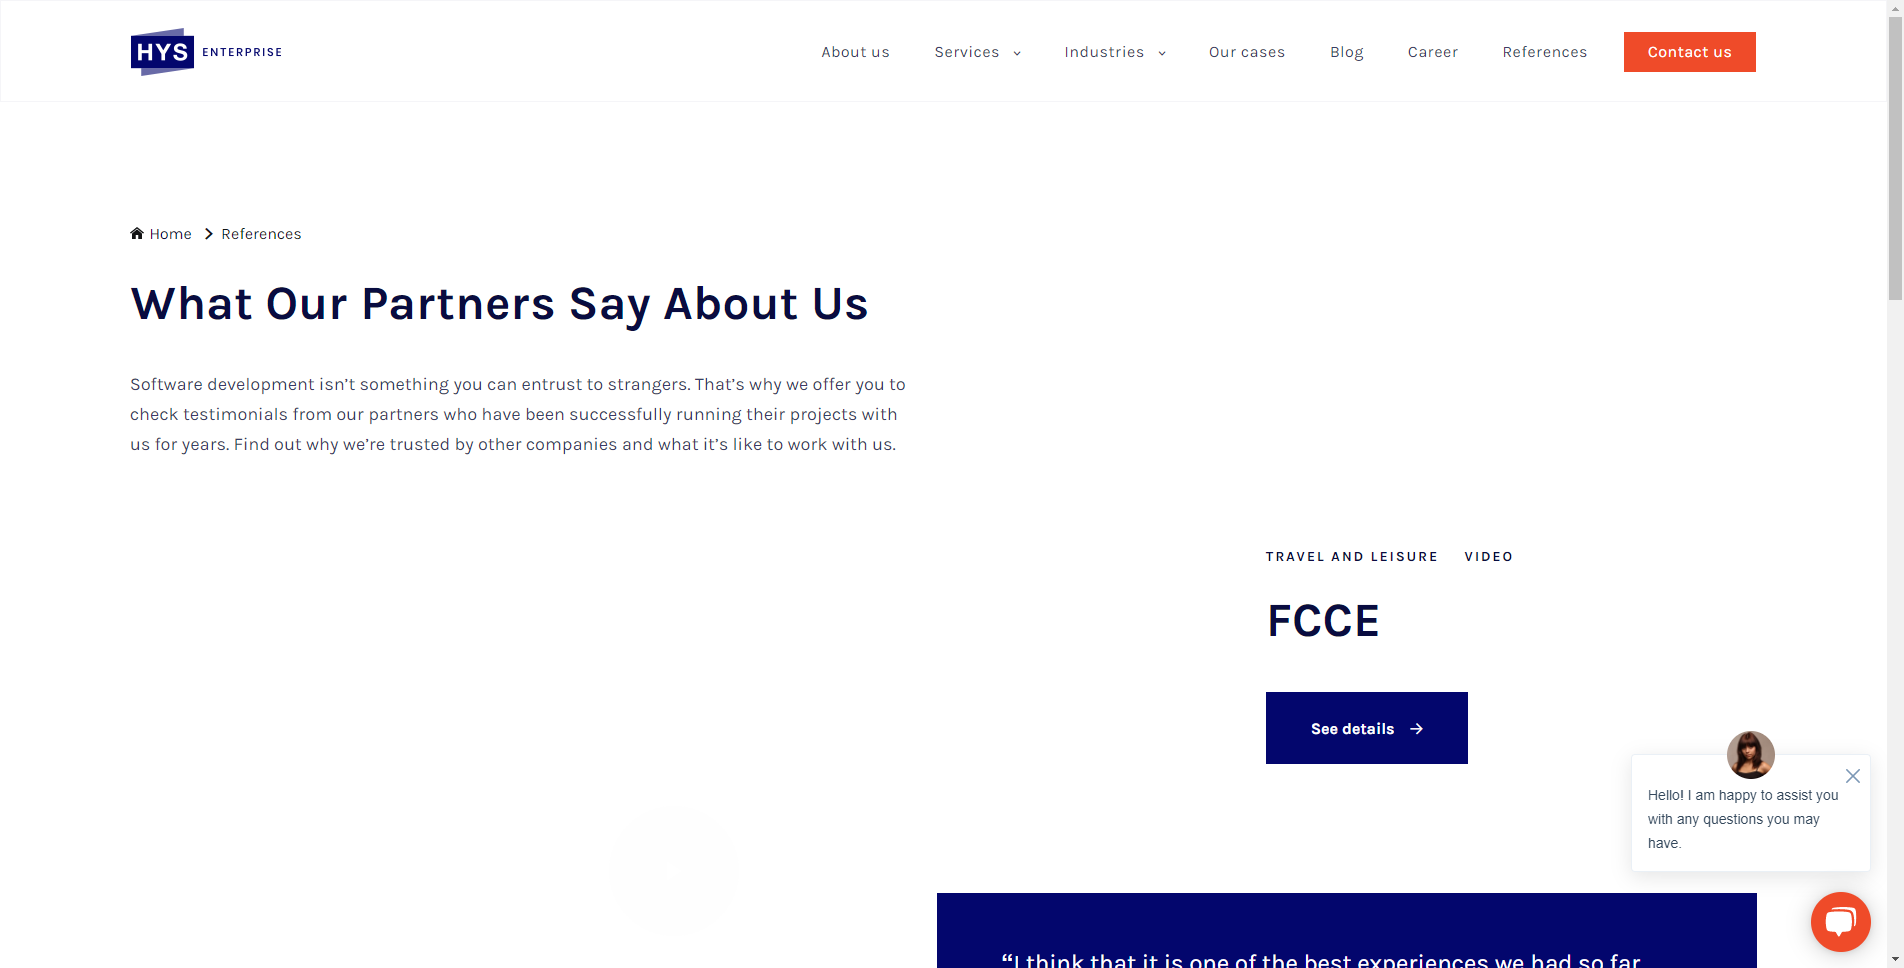 HYS ENTERPRISE
About us Services Industries Our cases Blog Career References Contact us
Home References
What Our Partners Say About Us
Software development isn’t something you can entrust to strangers. That’s why we offer you to
check testimonials from our partners who have been successfully running their projects with
us for years. Find out why we’re trusted by other companies and what it’s like to work with us.
TRAVEL AND LEISURE VIDEO
FCCE
See details
Hello! I am happy to assist you
with any questions you may
have.
“I think that it is one of the best experiences we had so far